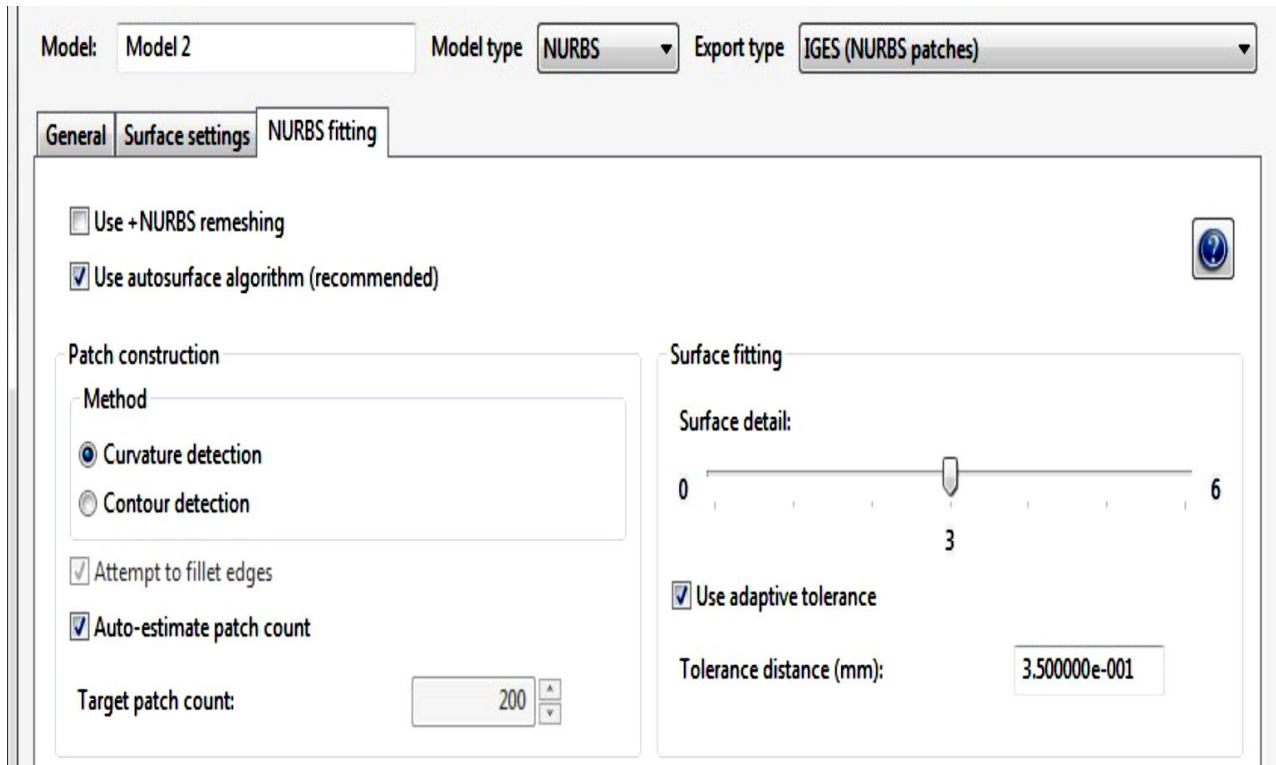 Model: Model 2 Model type NURBS Export type IGES (NURBS patches)
General Surface settings NURBS fitting
Use +NURBS remeshing
Use autosurface algorithm (recommended)
Patch construction
Method
Curvature detection
Contour detection
Attempt to fillet edges
Auto-estimate patch count
Target patch count: 200
Surface fitting
Surface detail:
0 6
3
Use adaptive tolerance
Tolerance distance (mm): 3.500000e-001